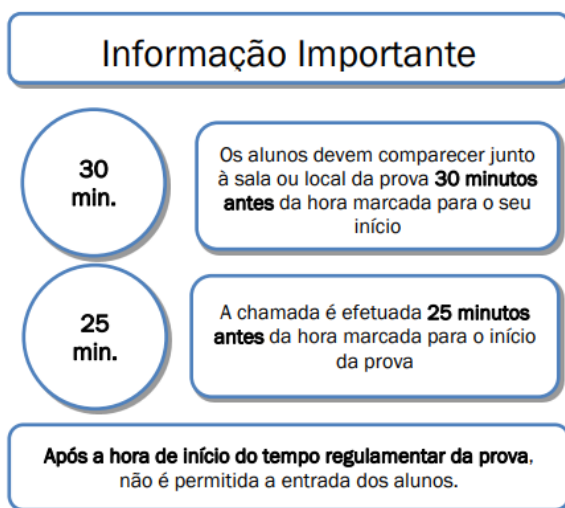 Informação Importante
30
min.
Os alunos devem comparecer junto
à sala ou local da prova 30 minutos
antes da hora marcada para o seu
início
25
min.
A chamada é efetuada 25 minutos
antes da hora marcada para o início
da prova
Após a hora de início do tempo regulamentar da prova,
não é permitida a entrada dos alunos.